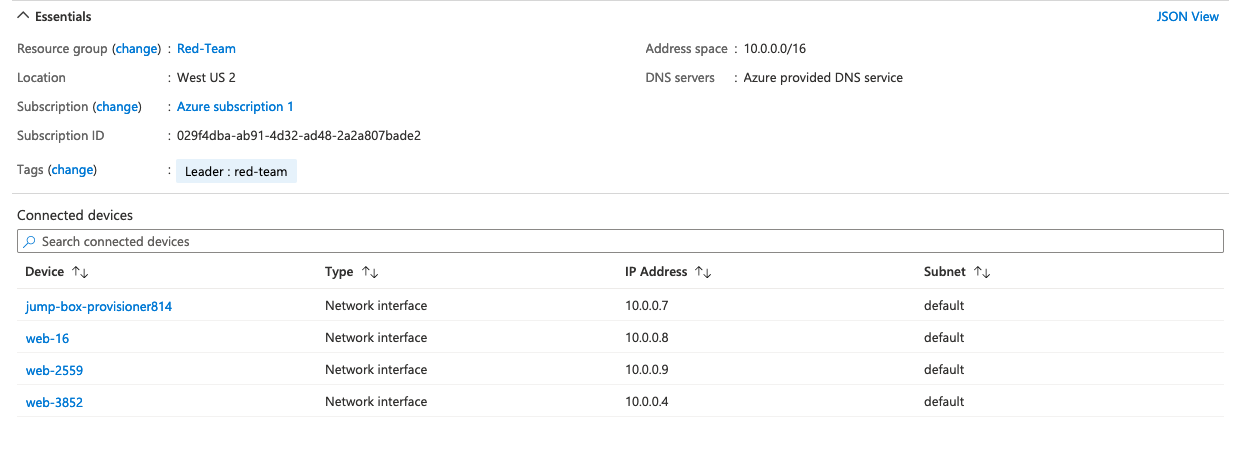 Essentials JSON View
Resource group (change) : Red-Team Address space : 10.0.0.0/16
Location : West US 2 DNS servers : Azure provided DNS service
Subscription (change) : Azure subscription 1
Subscription ID : 029f4dba-ab91-4d32-ad48-2a2a807bade2
Tags (change) : Leader : red-team
Connected devices
Search connected devices
Device ↑↓ Type ↑↓ IP Address ↑↓ Subnet ↑↓
jump-box-provisioner814 Network interface 10.0.0.7 default
web-16 Network interface 10.0.0.8 default
web-2559 Network interface 10.0.0.9 default
web-3852 Network interface 10.0.0.4 default